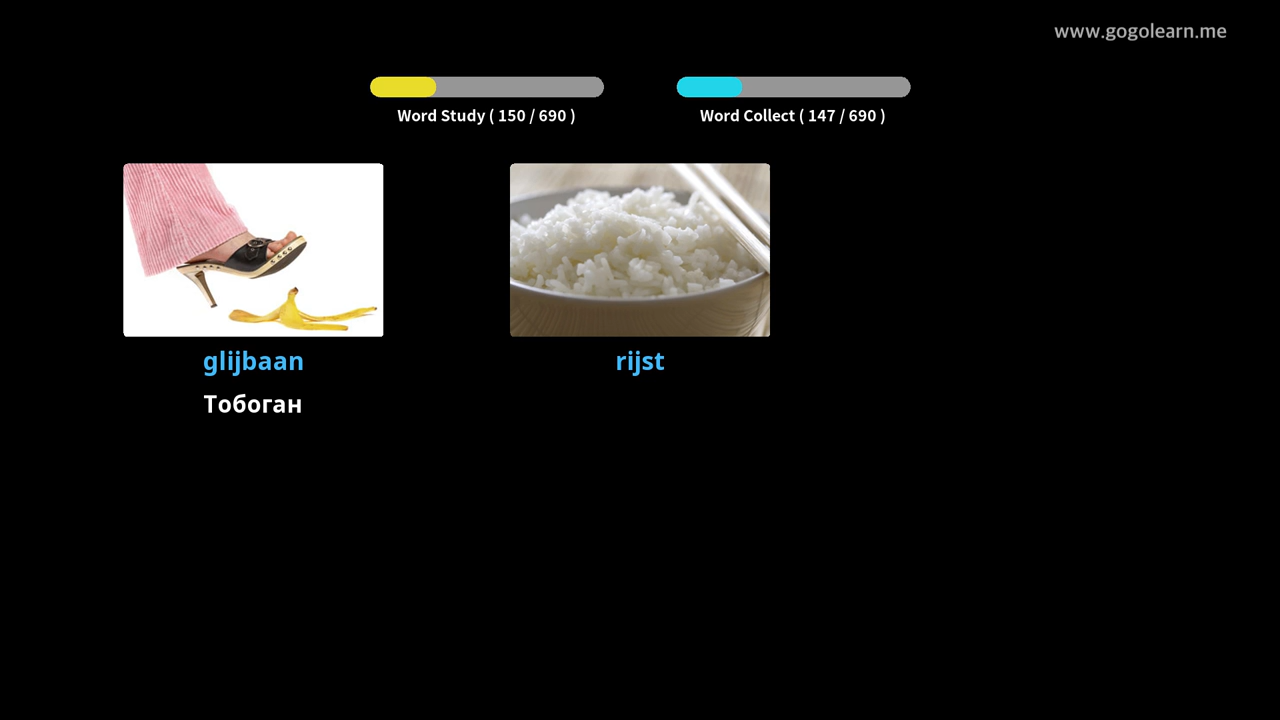 www.gogolearn.me
Word Study ( 150 / 690 )
Word Collect ( 147 / 690 )
glijbaan
rijst
Тобоган